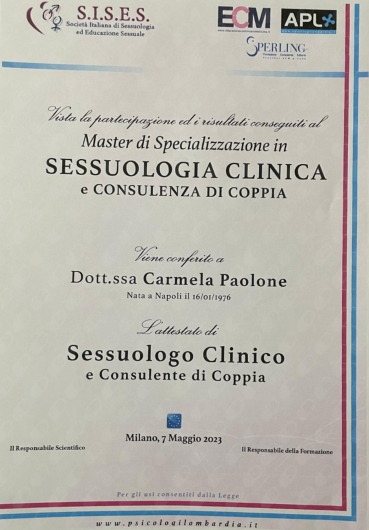 S.I.S.E.S.
Società Italiana di Sessuologia
ed Educazione Sessuale
ECM
APL
SPERLING
Vista la partecipazione ed i risultati conseguiti al
Master di Specializzazione in
SESSUOLOGIA CLINICA
e CONSULENZA DI COPPIA
Viene conferito a
Dott.ssa Carmela Paolone
Nata a Napoli il 16/01/1976
L'attestato di
Sessuologo Clinico
e Consulente di Coppia
Milano, 7 Maggio 2023
Il Responsabile Scientifico
Il Responsabile della Formazione
Per gli usi consentiti dalla Legge
www.psicologilombardia.it